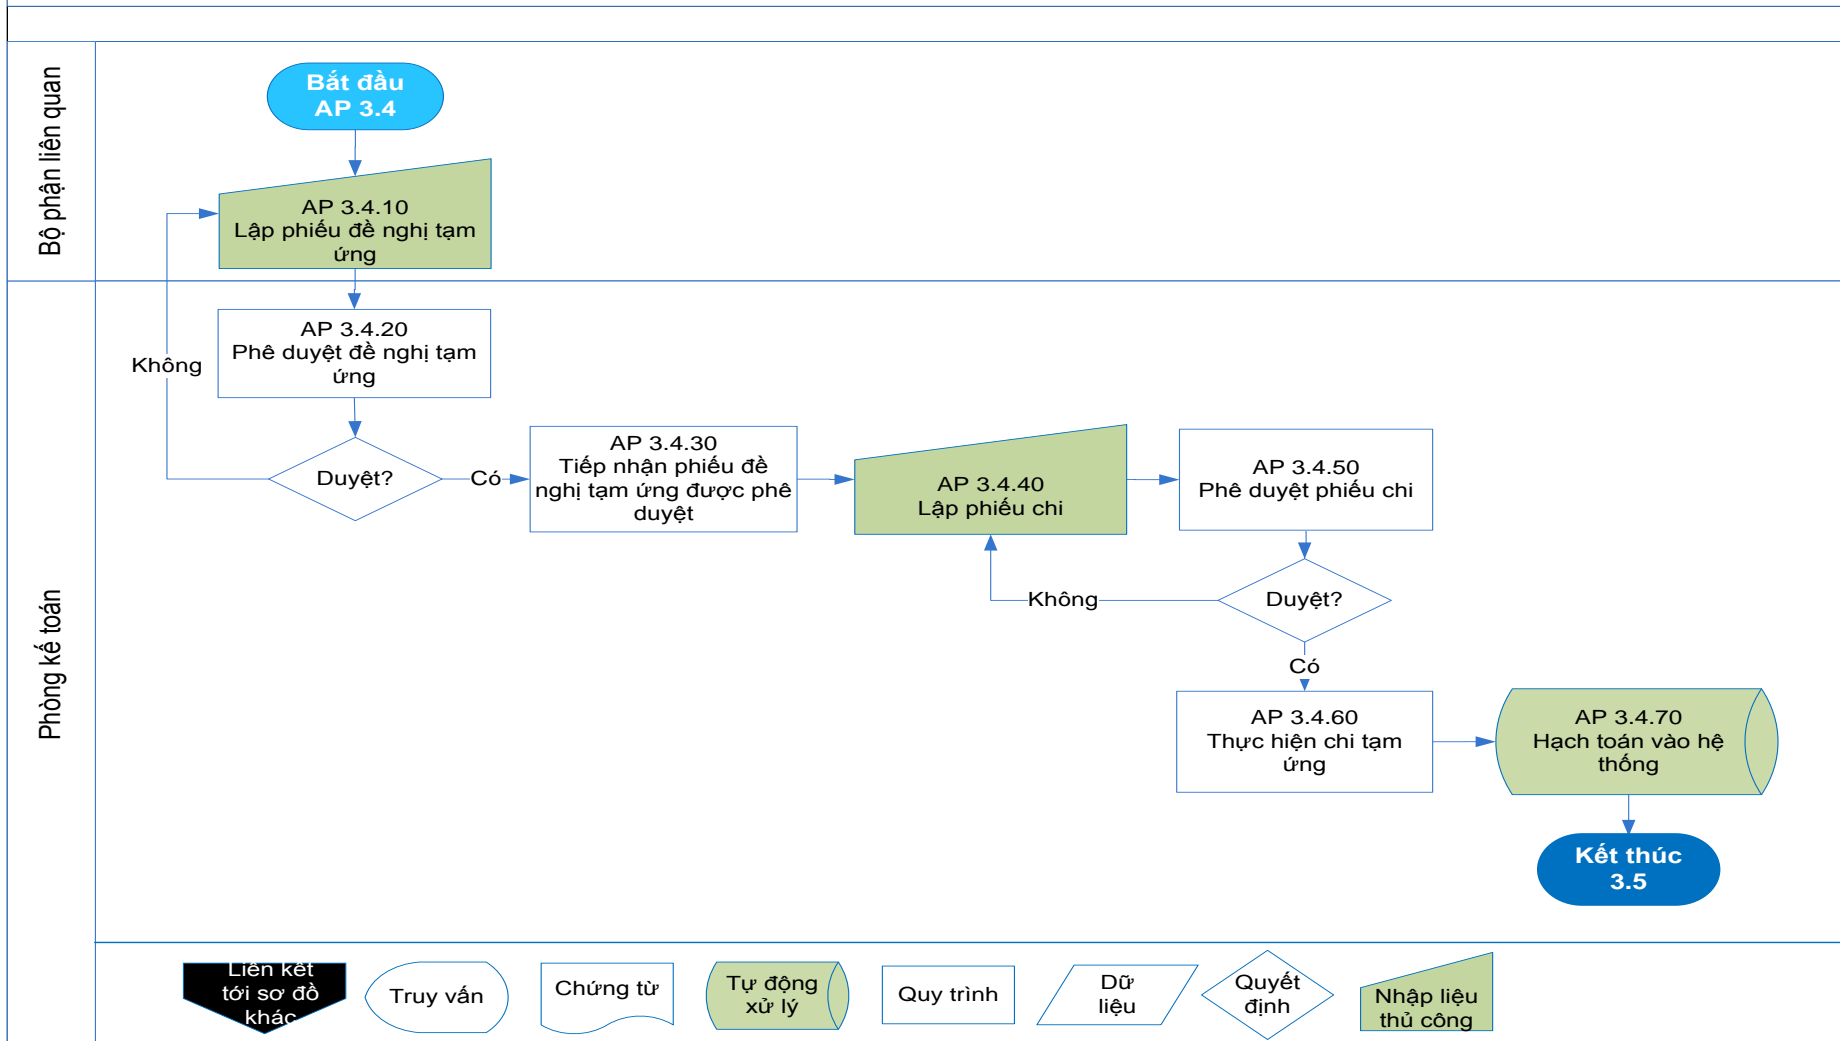 Bộ phận liên quan
Bắt đầu
AP 3.4
AP 3.4.10
Lập phiếu đề nghị tạm
ứng
Phòng kế toán
AP 3.4.20
Phê duyệt đề nghị tạm
ứng
Không
Duyệt?
Có
AP 3.4.30
Tiếp nhận phiếu đề
nghị tạm ứng được phê
duyệt
AP 3.4.40
Lập phiếu chi
AP 3.4.50
Phê duyệt phiếu chi
Không
Duyệt?
Có
AP 3.4.60
Thực hiện chi tạm
ứng
AP 3.4.70
Hạch toán vào hệ
thống
Kết thúc
3.5
Liên kết
tới sơ đồ
khác
Truy vấn
Chứng từ
Tự động
xử lý
Quy trình
Dữ
liệu
Quyết
định
Nhập liệu
thủ công